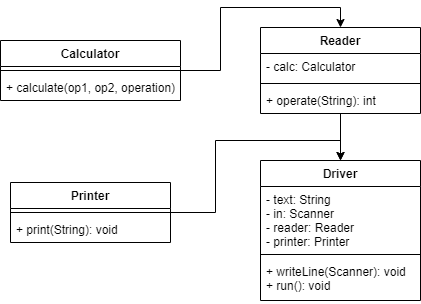 Calculator
+ calculate(op1, op2, operation)
Reader
- calc: Calculator
+ operate(String): int
Printer
+ print(String): void
Driver
- text: String
- in: Scanner
- reader: Reader
- printer: Printer
+ writeLine(Scanner): void
+ run(): void